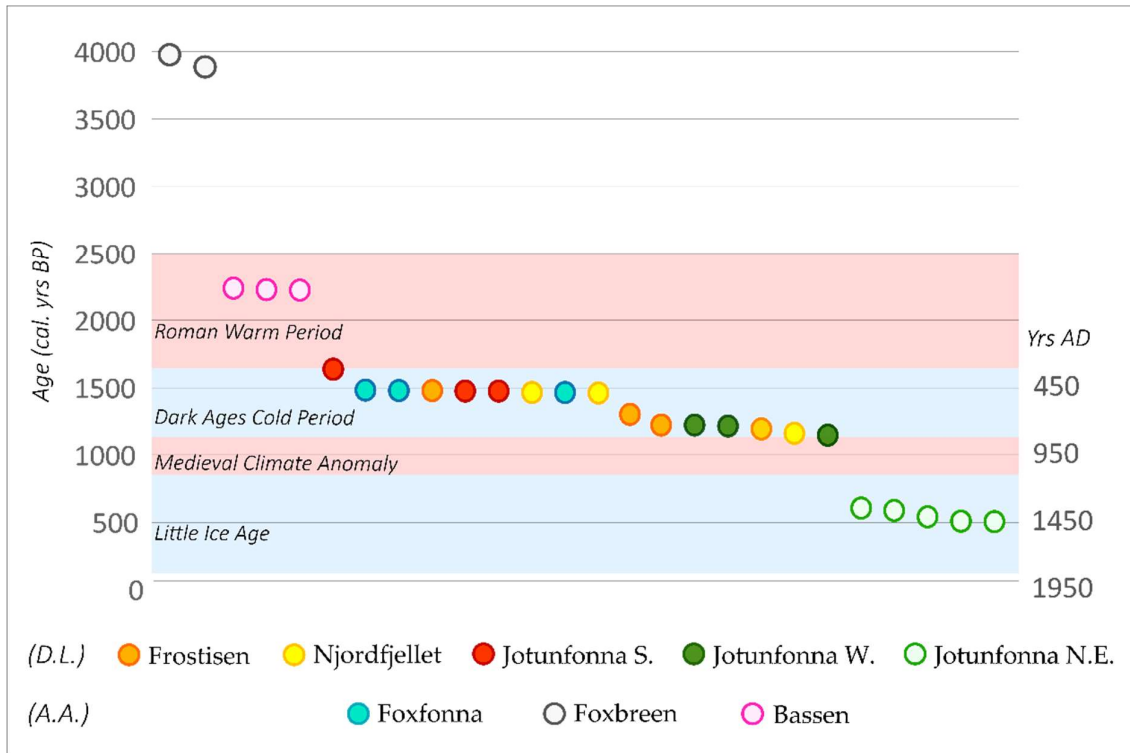 4000
3500
3000
2500
2000
1500
1000
500
0
Age (cal. yrs BP)
Roman Warm Period
Dark Ages Cold Period
Medieval Climate Anomaly
Little Ice Age
Yrs AD
450
950
1450
1950
(D.L.) Frostisen Njordfjellet Jotunfonna S. Jotunfonna W. Jotunfonna N.E.
(A.A.) Foxfonna Foxbreen Bassen